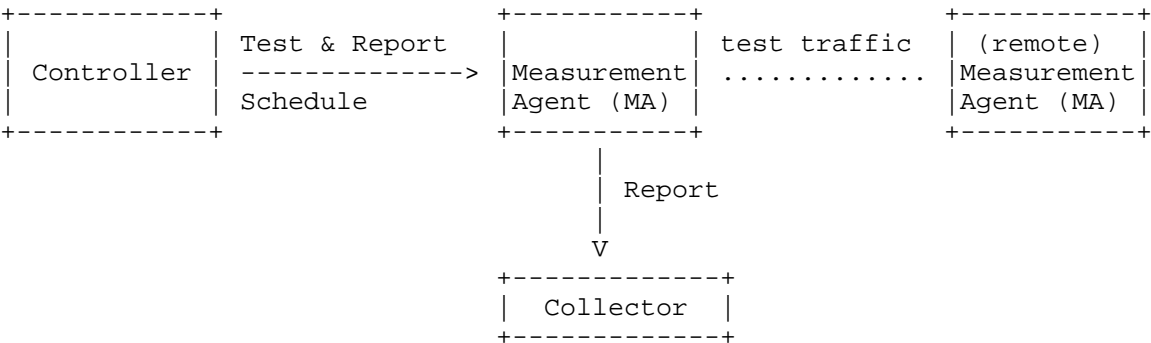 +------------+                +-----------+               +-----------+
|            | Test & Report  |           | test traffic  | (remote)  |
| Controller | -------------> |Measurement| ............. |Measurement|
|            | Schedule       |Agent (MA) |               |Agent (MA) |
+------------+                +-----------+               +-----------+
                                    |
                                    | Report
                                    |
                                    V
                              +-------------+
                              |  Collector  |
                              +-------------+